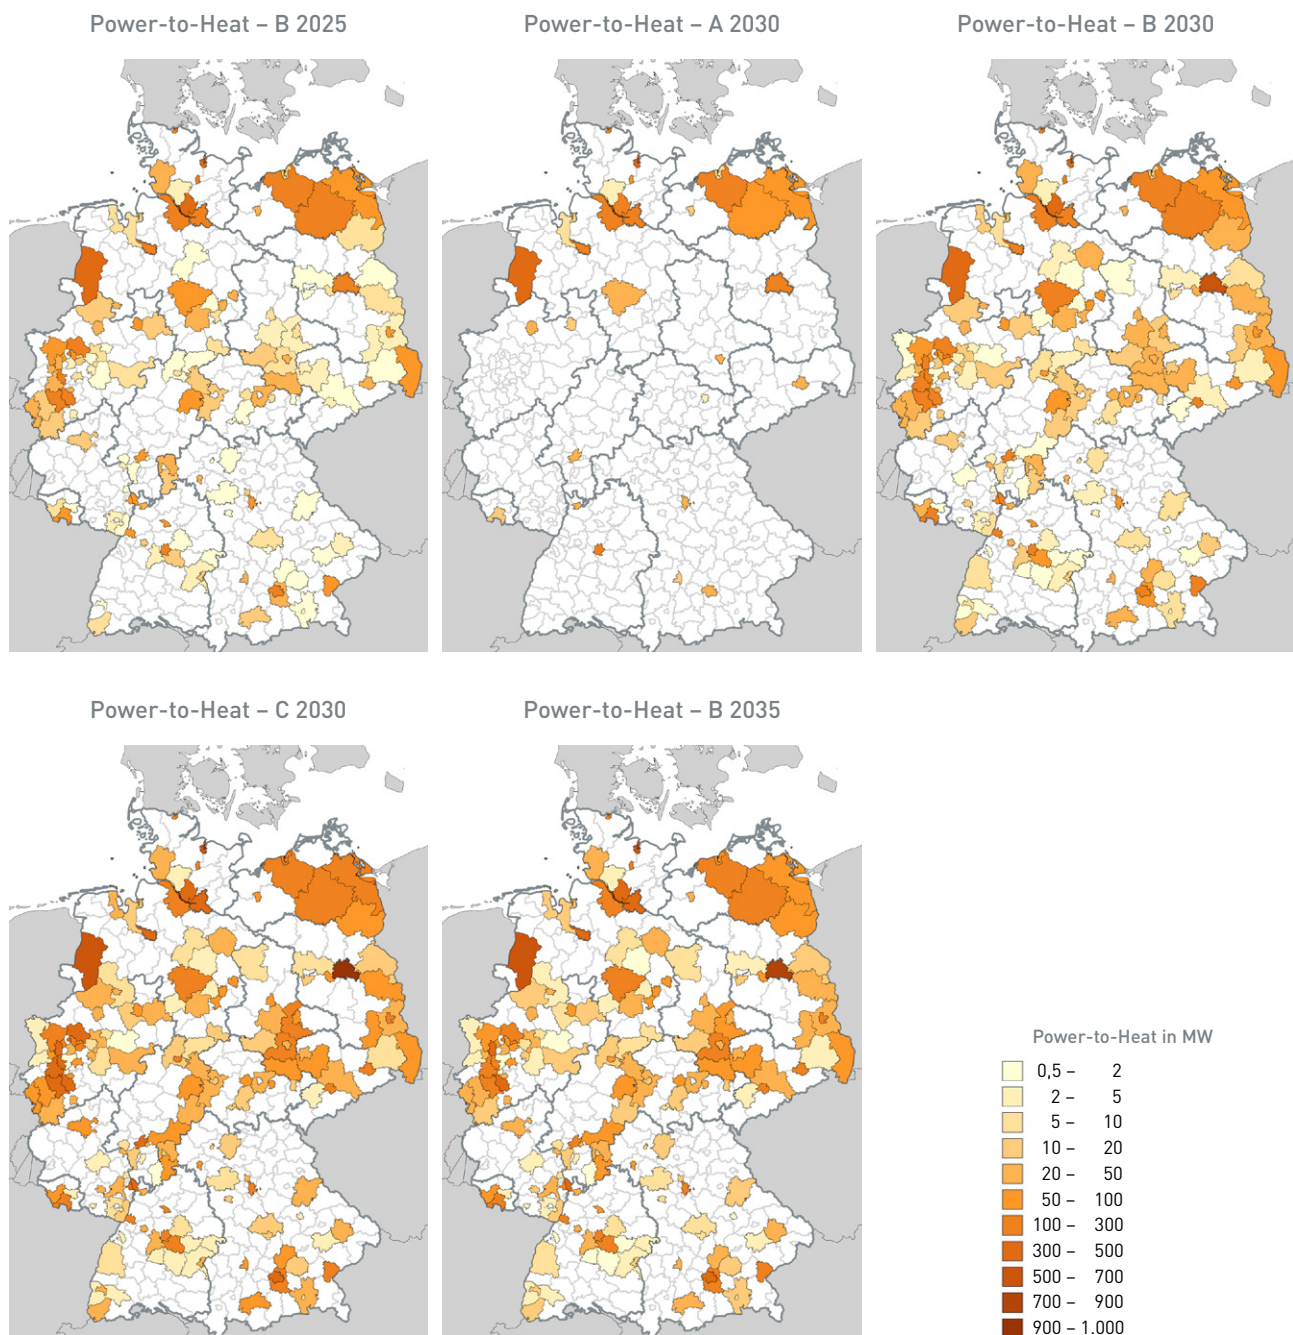 Power-to-Heat – B 2025
Power-to-Heat – A 2030
Power-to-Heat – B 2030
Power-to-Heat – C 2030
Power-to-Heat – B 2035
Power-to-Heat in MW
0,5 – 2
2 – 5
5 – 10
10 – 20
20 – 50
50 – 100
100 – 300
300 – 500
500 – 700
700 – 900
900 – 1.000